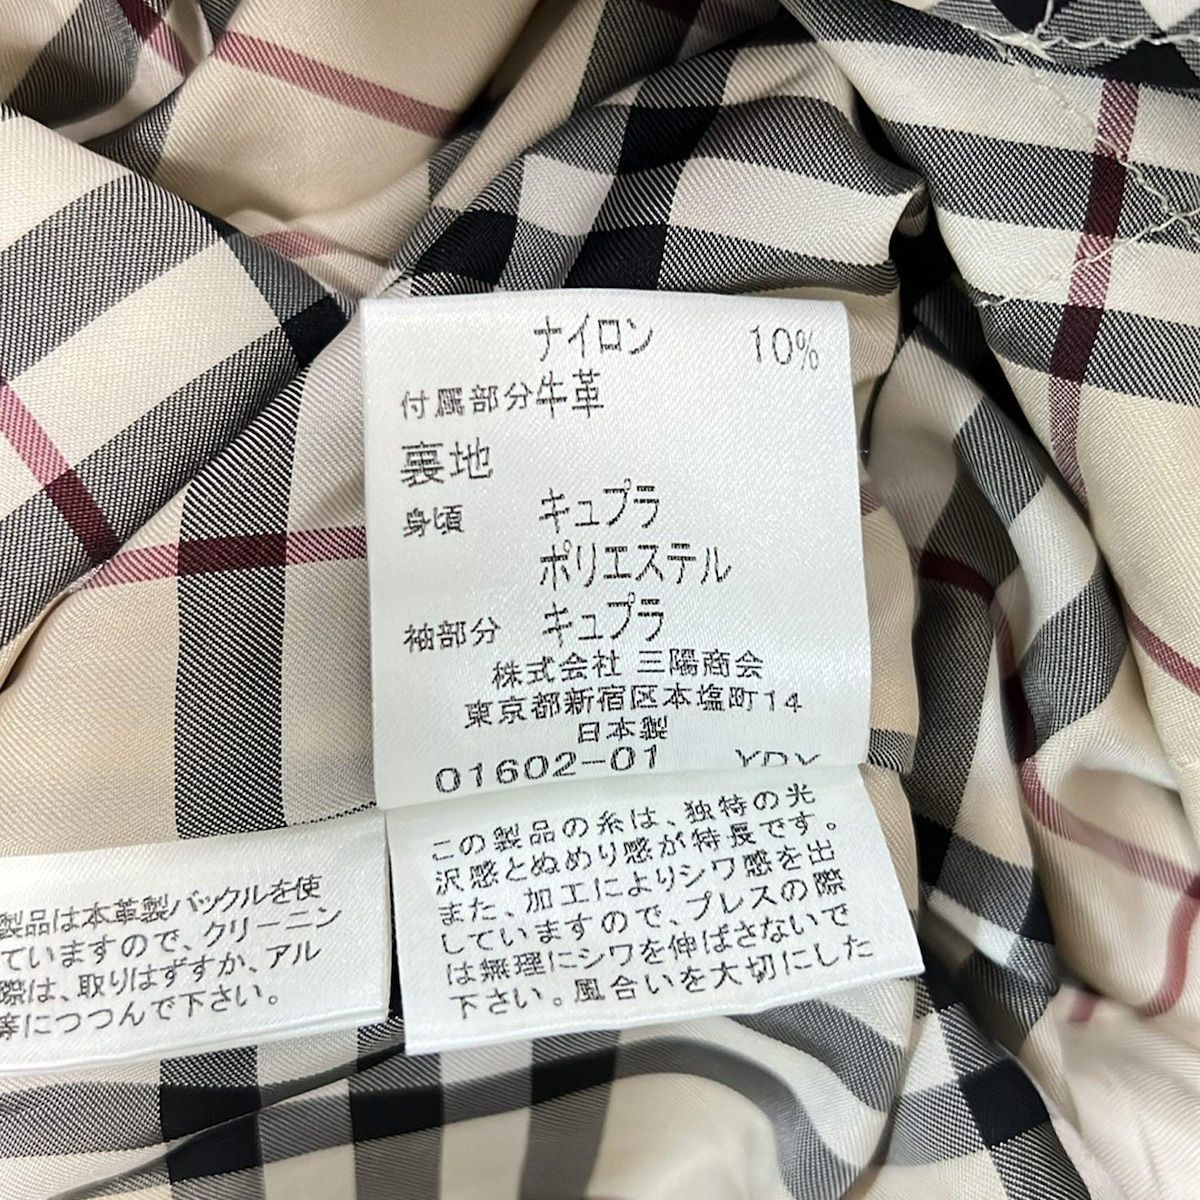 ナイロン 10%
付属部分 牛革
裏地
身頃 キュプラ
ポリエステル
袖部分 キュプラ
株式会社 三陽商会
東京都新宿区本塩町14
日本製
01602-01
この製品の糸は、独特の光
沢感とぬめり感が特長です。
また、加工によりシワ感を出
していますので、プレスの際
は無理にシワを伸ばさないで
下さい。風合いを大切にした
製品は本革製バックルを使
ていますので、クリーニン
際は、取りはずすか、アル
等につつんで下さい。